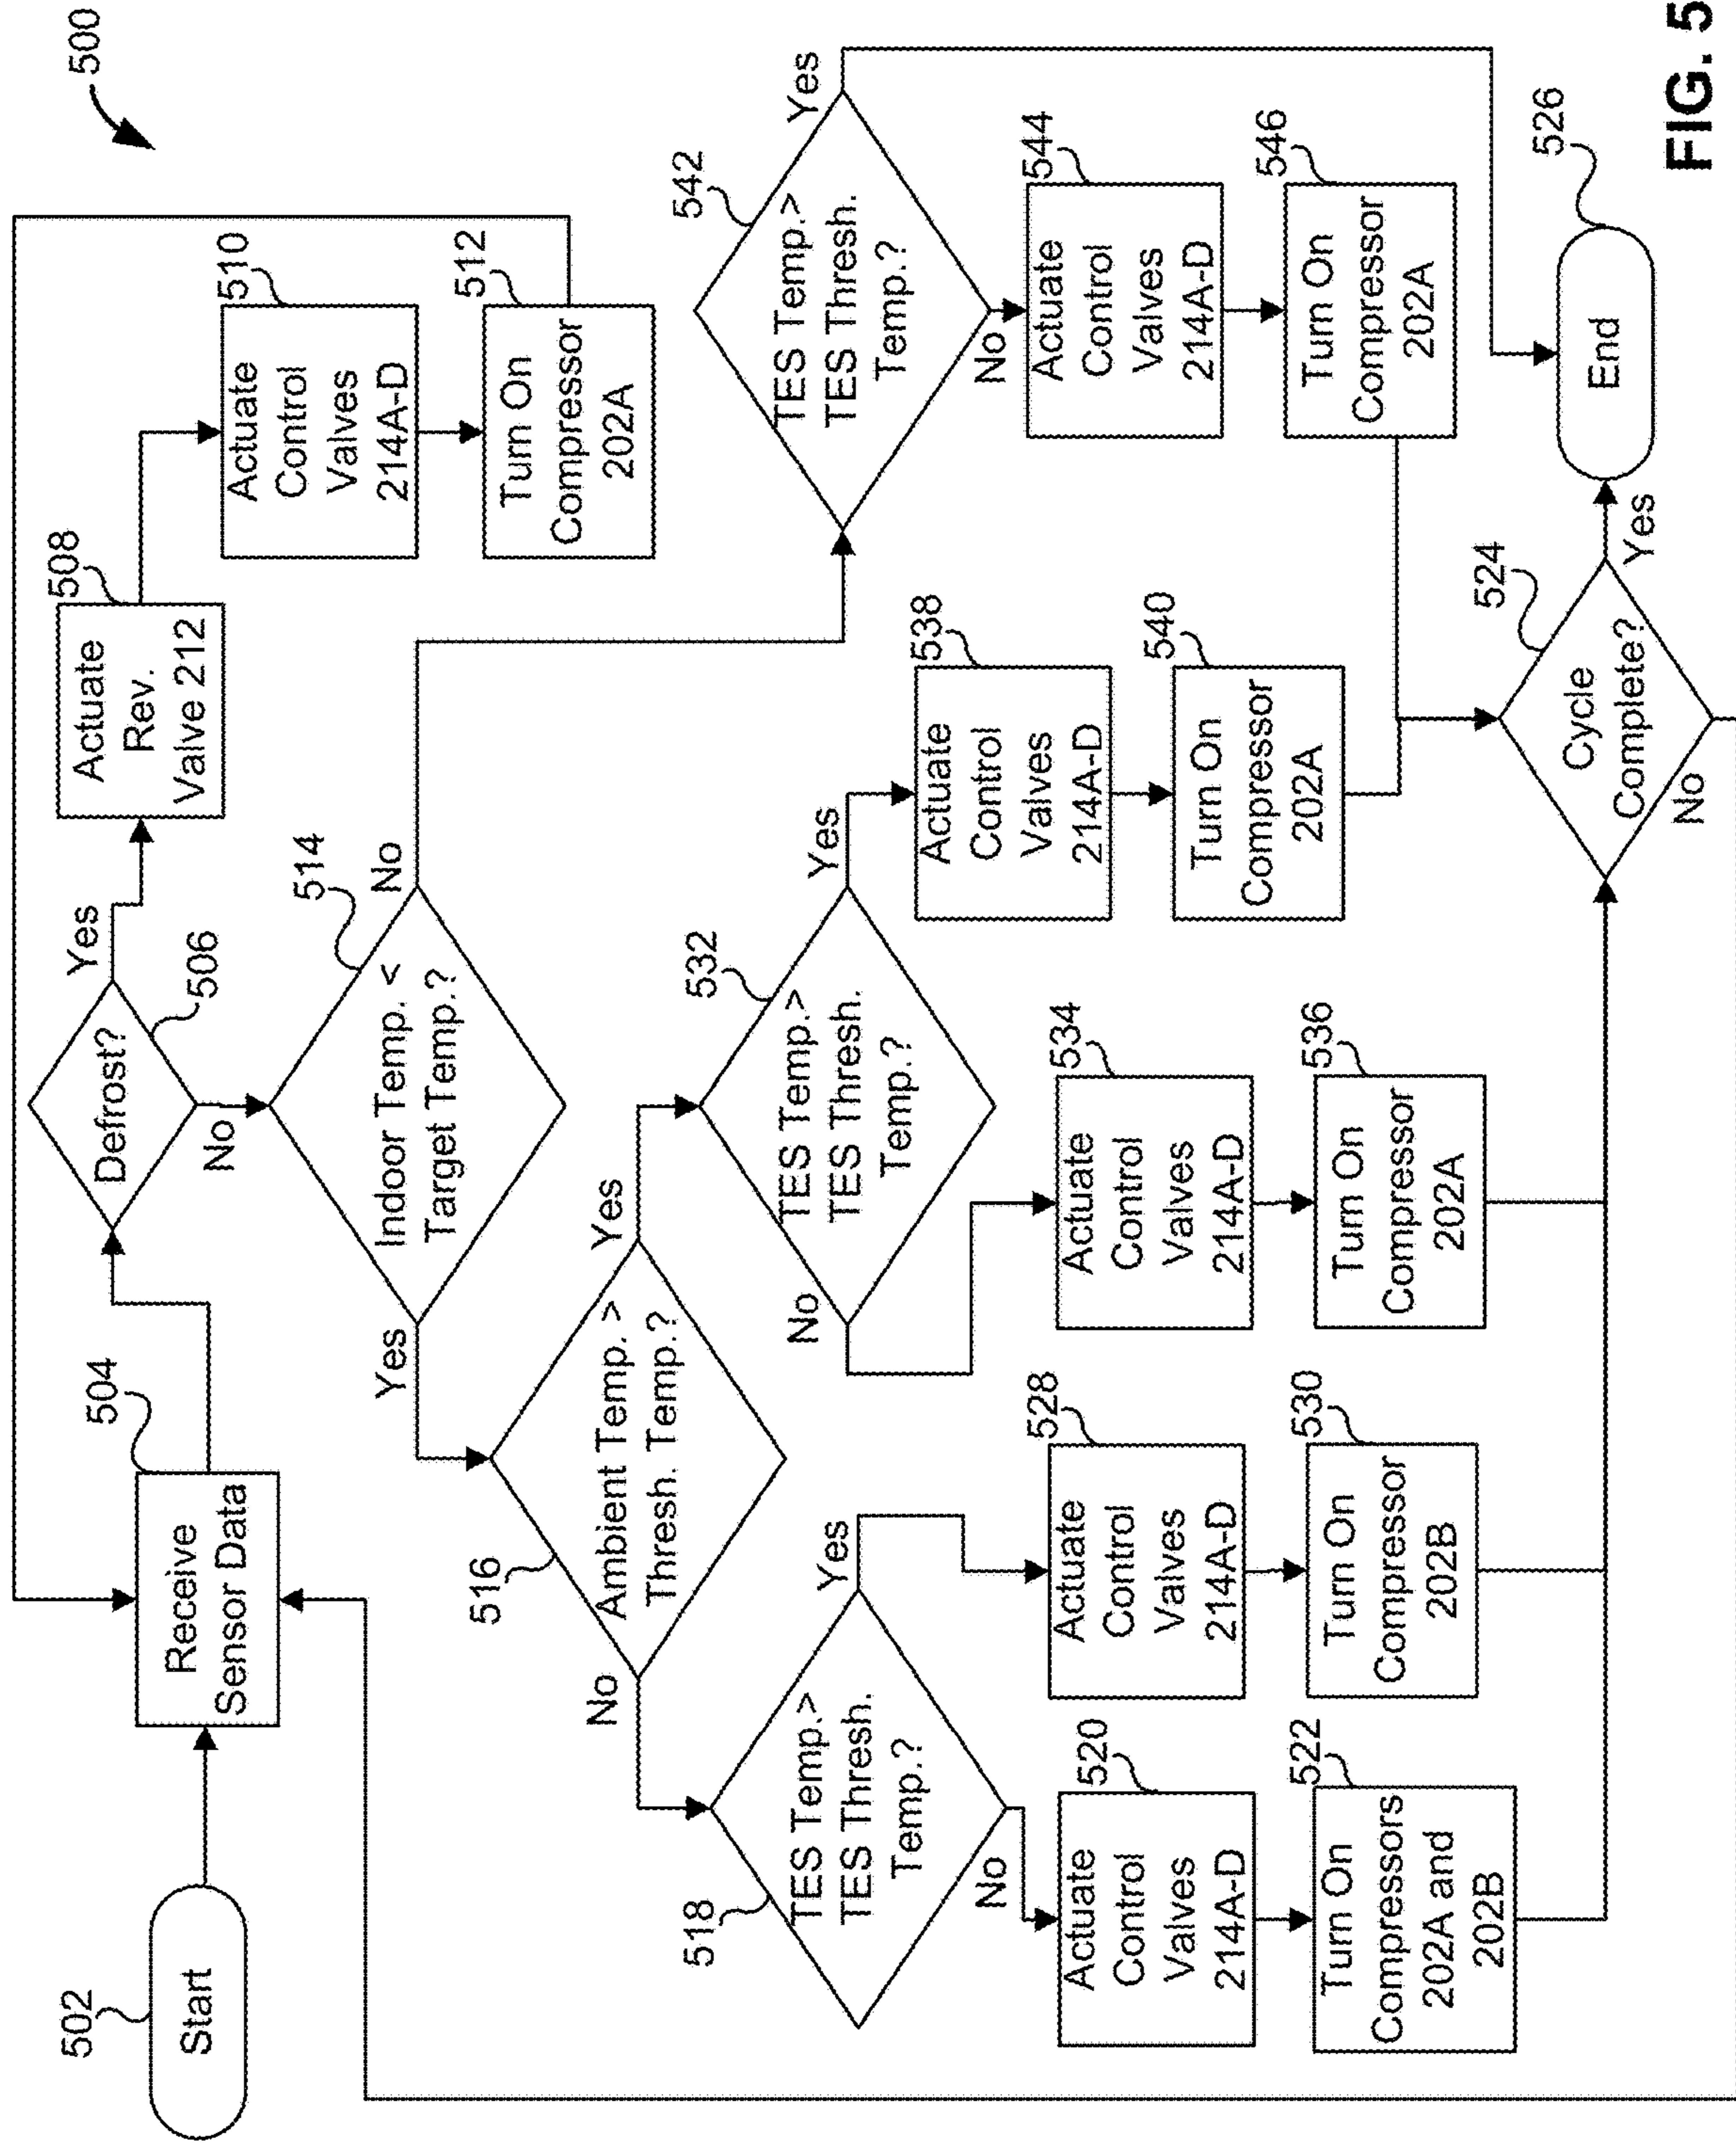 500
502
Start
504
Receive
Sensor Data
Defrost?
506
Yes
No
508
Actuate
Rev.
Valve 212
510
Actuate
Control
Valves
214A-D
512
Turn On
Compressor
202A
514
Indoor Temp. <
Target Temp.?
Yes
No
516
Ambient Temp. >
Thresh. Temp.?
No
Yes
518
TES Temp.>
TES Thresh.
Temp.?
No
Yes
520
Actuate
Control
Valves
214A-D
522
Turn On
Compressors
202A and
202B
528
Actuate
Control
Valves
214A-D
530
Turn On
Compressor
202B
532
TES Temp.>
TES Thresh.
Temp.?
No
Yes
534
Actuate
Control
Valves
214A-D
536
Turn On
Compressor
202A
538
Actuate
Control
Valves
214A-D
540
Turn On
Compressor
202A
542
TES Temp.>
TES Thresh.
Temp.?
Yes
No
544
Actuate
Control
Valves
214A-D
546
Turn On
Compressor
202A
524
Cycle
Complete?
No
Yes
526
End
FIG. 5